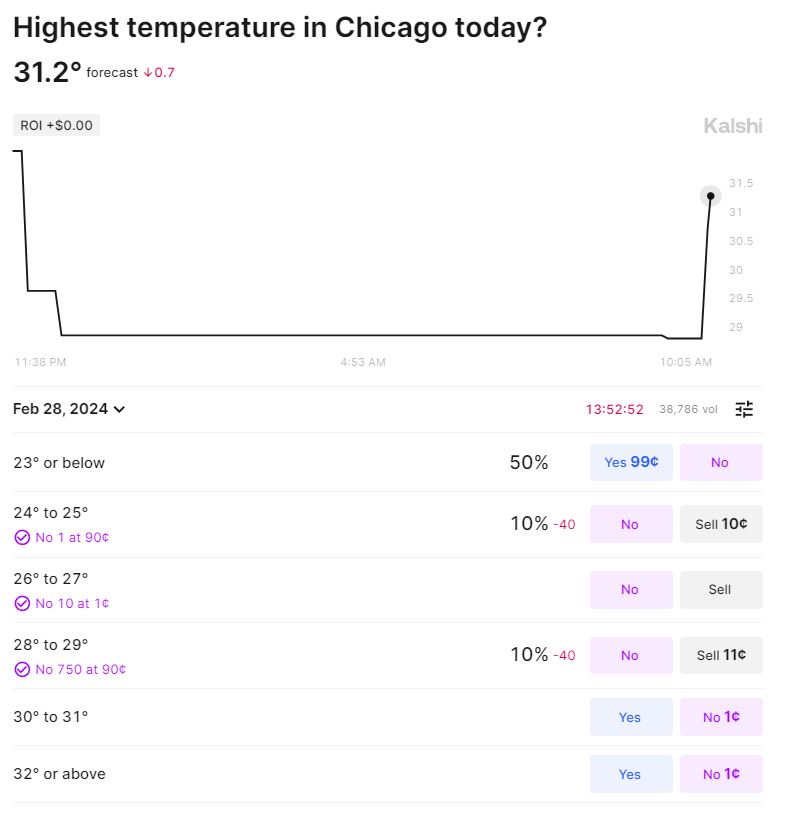 Highest temperature in Chicago today?
31.2° forecast ↓0.7
ROI +$0.00
Kalshi
31.5
31
30.5
30
29.5
29
11:38 PM 4:53 AM 10:05 AM
Feb 28, 2024 13:52:52 38,786 vol
23° or below 50% Yes 99¢ No
24° to 25° 10% -40 No Sell 10¢
No 1 at 90¢
26° to 27° No Sell
No 10 at 1¢
28° to 29° 10% -40 No Sell 11¢
No 750 at 90¢
30° to 31° Yes No 1¢
32° or above Yes No 1¢